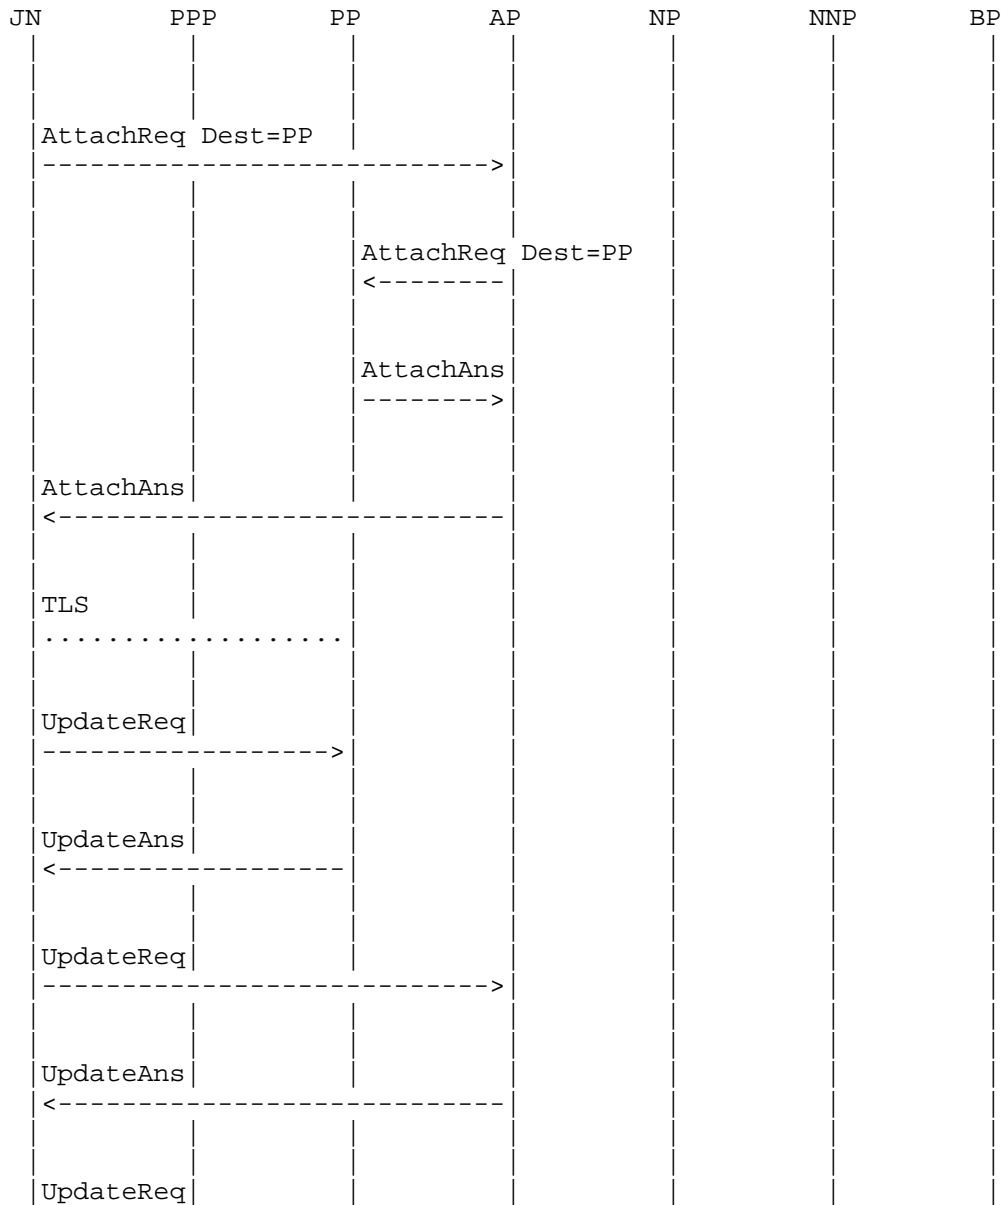 JN PPP PP AP NP NNP BP
AttachReq Dest=PP
AttachReq Dest=PP
AttachAns
AttachAns
TLS
UpdateReq
UpdateAns
UpdateReq
UpdateAns
UpdateReq